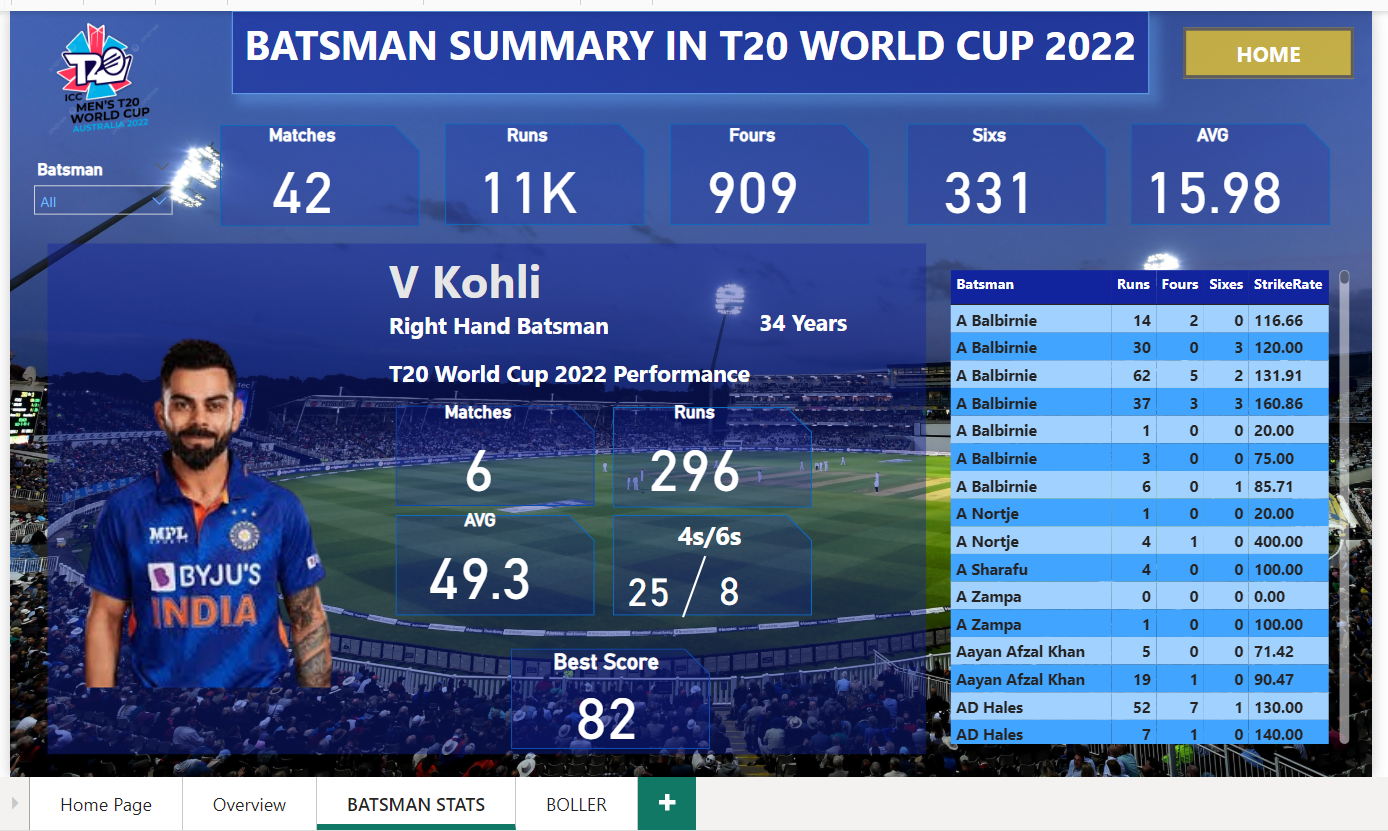 BATSMAN SUMMARY IN T20 WORLD CUP 2022
HOME
T20
ICC
MEN'S T20
WORLD CUP
AUSTRALIA 2022
Batsman
All
Matches
42
Runs
11K
Fours
909
Sixs
331
AVG
15.98
V Kohli
Right Hand Batsman
34 Years
T20 World Cup 2022 Performance
Matches
6
Runs
296
AVG
49.3
4s/6s
25 / 8
Best Score
82
MPL
BYJU'S
INDIA
Batsman Runs Fours Sixes StrikeRate
A Balbirnie 14 2 0 116.66
A Balbirnie 30 0 3 120.00
A Balbirnie 62 5 2 131.91
A Balbirnie 37 3 3 160.86
A Balbirnie 1 0 0 20.00
A Balbirnie 3 0 0 75.00
A Balbirnie 6 0 1 85.71
A Nortje 1 0 0 20.00
A Nortje 4 1 0 400.00
A Sharafu 4 0 0 100.00
A Zampa 0 0 0 0.00
A Zampa 1 0 0 100.00
Aayan Afzal Khan 5 0 0 71.42
Aayan Afzal Khan 19 1 0 90.47
AD Hales 52 7 1 130.00
AD Hales 7 1 0 140.00
Home Page
Overview
BATSMAN STATS
BOLLER
+